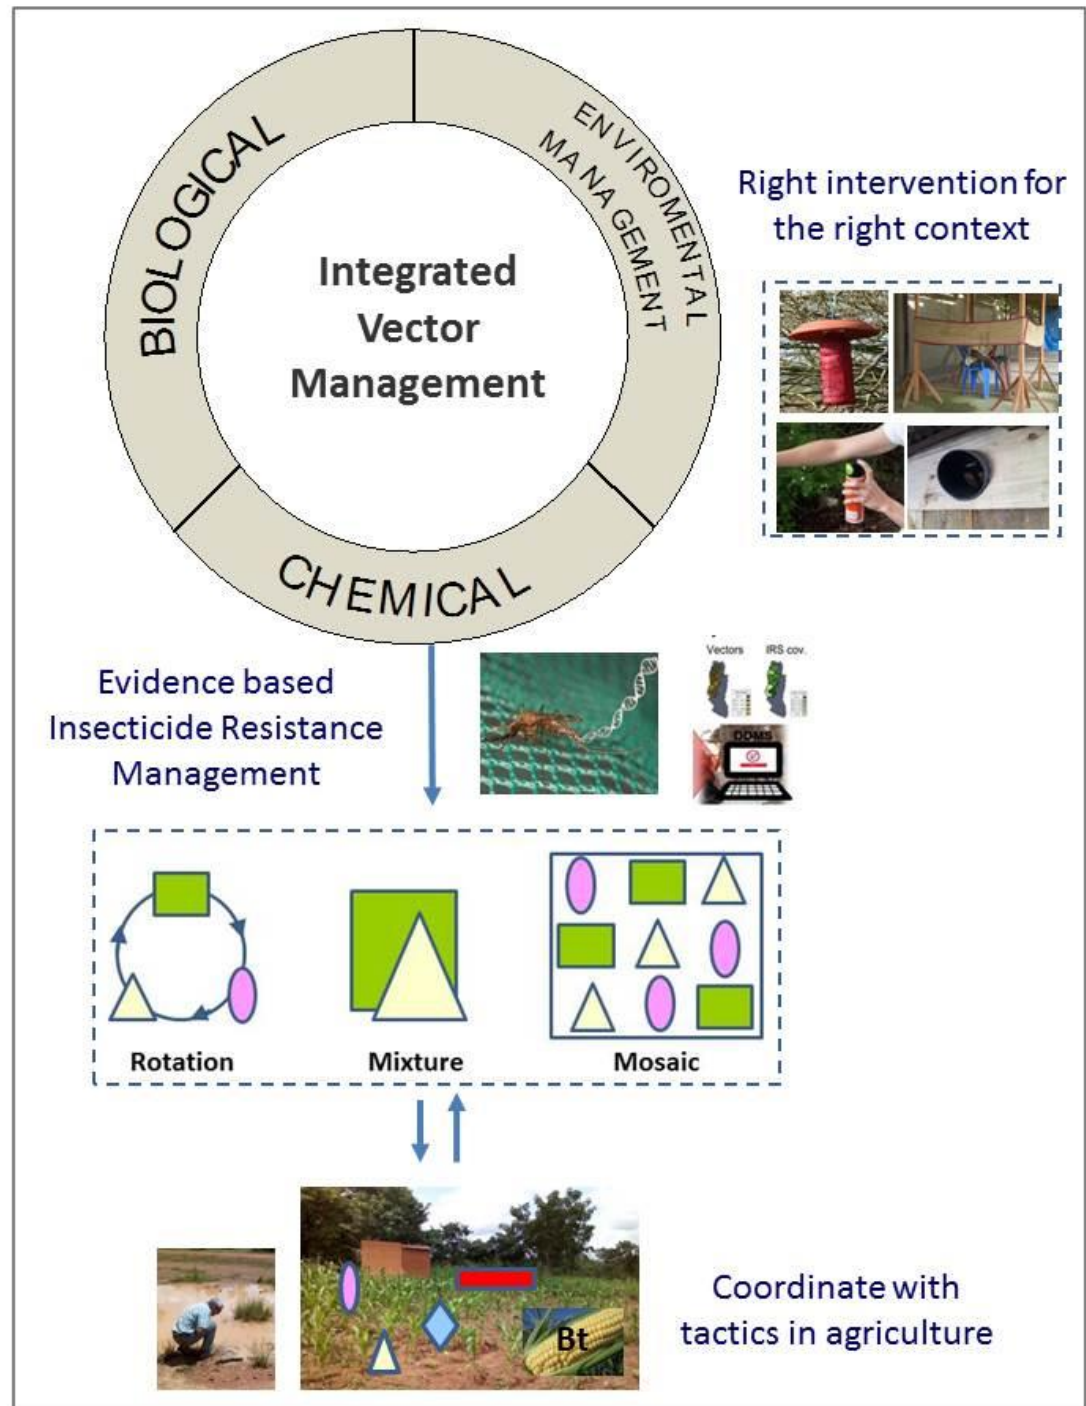 BIOLOGICAL
ENVIROMENTAL
MANAGEMENT
Integrated
Vector
Management
CHEMICAL
Right intervention for
the right context
Evidence based
Insecticide Resistance
Management
Vectors
IRS cov.
DDMS
Rotation
Mixture
Mosaic
Bt
Coordinate with
tactics in agriculture